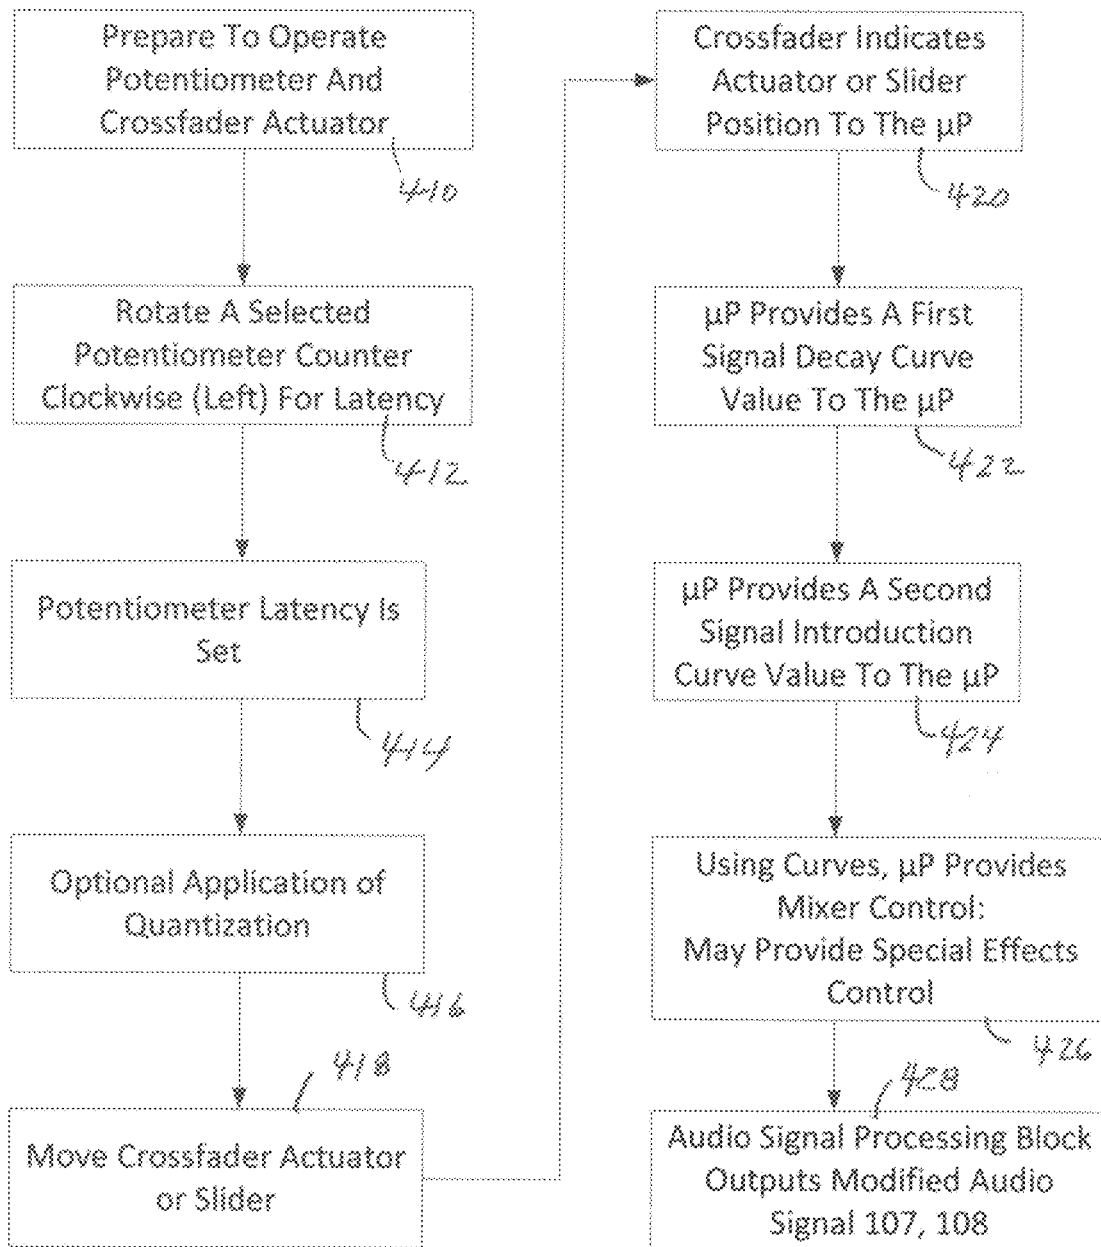 Prepare To Operate
Potentiometer And
Crossfader Actuator
410
Rotate A Selected
Potentiometer Counter
Clockwise (Left) For Latency
412
Potentiometer Latency Is
Set
414
Optional Application of
Quantization
416
418
Move Crossfader Actuator
or Slider
Crossfader Indicates
Actuator or Slider
Position To The µP
420
µP Provides A First
Signal Decay Curve
Value To The µP
422
µP Provides A Second
Signal Introduction
Curve Value To The µP
424
Using Curves, µP Provides
Mixer Control:
May Provide Special Effects
Control
426
428
Audio Signal Processing Block
Outputs Modified Audio
Signal 107, 108